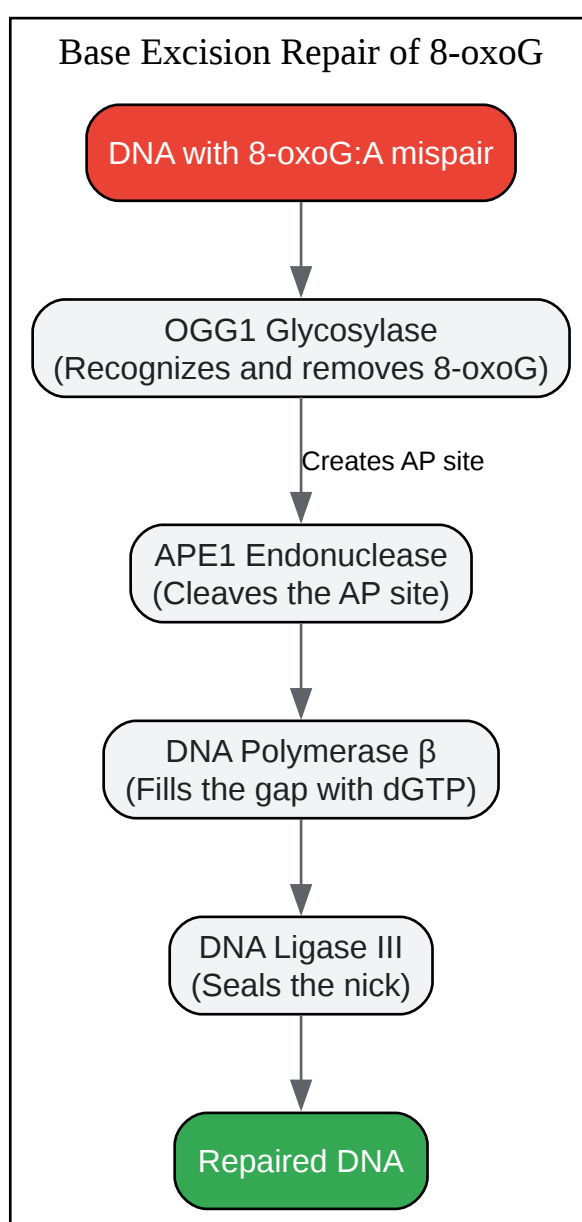 Base Excision Repair of 8-oxoG
DNA with 8-oxoG:A mispair
OGG1 Glycosylase
(Recognizes and removes 8-oxoG)
Creates AP site
APE1 Endonuclease
(Cleaves the AP site)
DNA Polymerase β
(Fills the gap with dGTP)
DNA Ligase III
(Seals the nick)
Repaired DNA